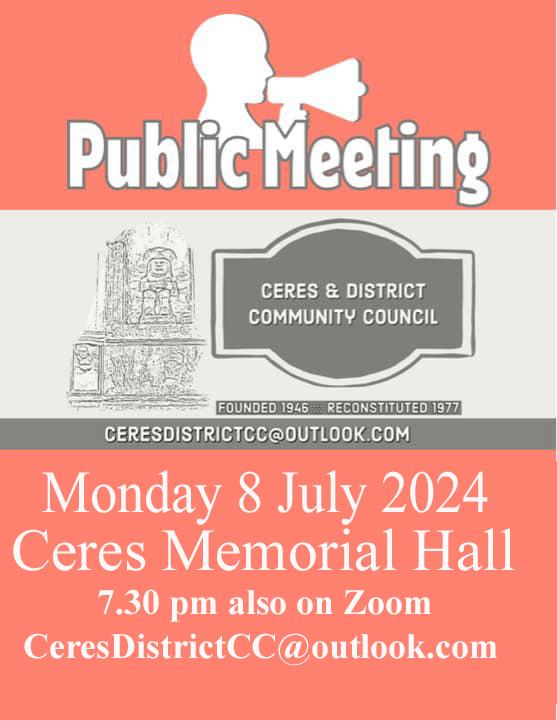 Public Meeting
CERES & DISTRICT
COMMUNITY COUNCIL
FOUNDED 1946 ::: RECONSTITUTED 1977
CERESDISTRICTCC@OUTLOOK.COM
Monday 8 July 2024
Ceres Memorial Hall
7.30 pm also on Zoom
CeresDistrictCC@outlook.com